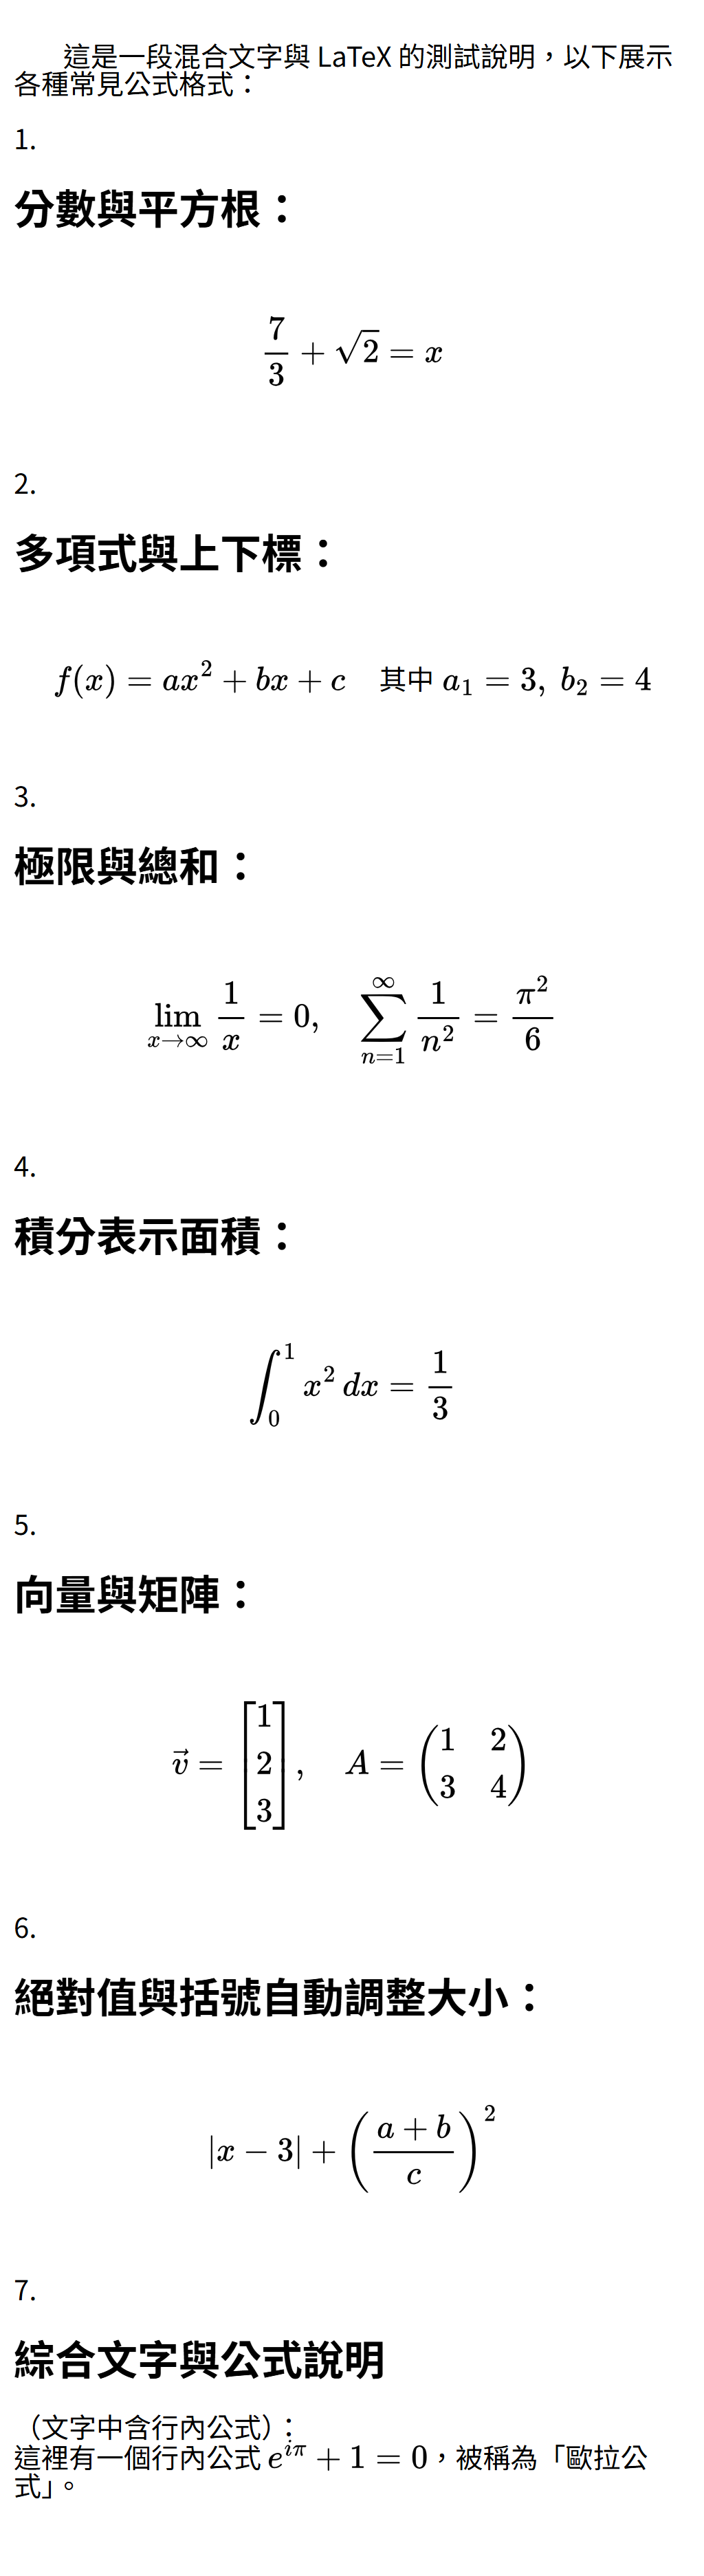 這是一段混合文字與 LaTeX 的測試說明，以下展示
各種常見公式格式：
1.
分數與平方根：
\frac{7}{3} + \sqrt{2} = x
2.
多項式與上下標：
f(x) = ax^2 + bx + c 其中 a_1 = 3, b_2 = 4
3.
極限與總和：
\lim_{x \to \infty} \frac{1}{x} = 0, \sum_{n=1}^{\infty} \frac{1}{n^2} = \frac{\pi^2}{6}
4.
積分表示面積：
\int_0^1 x^2 \, dx = \frac{1}{3}
5.
向量與矩陣：
\vec{v} = \begin{bmatrix} 1 \\ 2 \\ 3 \end{bmatrix}, A = \begin{pmatrix} 1 & 2 \\ 3 & 4 \end{pmatrix}
6.
絕對值與括號自動調整大小：
|x - 3| + \left( \frac{a + b}{c} \right)^2
7.
綜合文字與公式說明
（文字中含行內公式）：
這裡有一個行內公式 e^{i\pi} + 1 = 0，被稱為「歐拉公
式」。